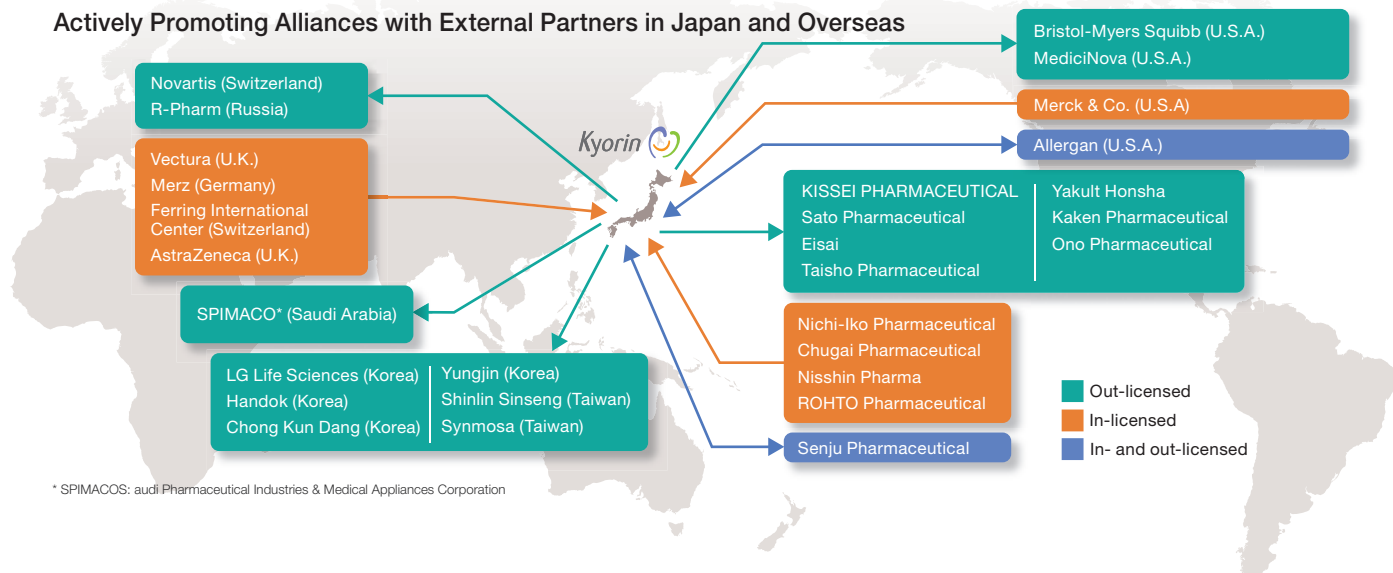 Actively Promoting Alliances with External Partners in Japan and Overseas
Novartis (Switzerland)
R-Pharm (Russia)
Vectura (U.K.)
Merz (Germany)
Ferring International
Center (Switzerland)
AstraZeneca (U.K.)
SPIMACO* (Saudi Arabia)
LG Life Sciences (Korea)
Handok (Korea)
Chong Kun Dang (Korea)
Yungjin (Korea)
Shinlin Sinseng (Taiwan)
Synmosa (Taiwan)
Kyorin
Bristol-Myers Squibb (U.S.A.)
MediciNova (U.S.A.)
Merck & Co. (U.S.A)
Allergan (U.S.A.)
KISSEI PHARMACEUTICAL
Sato Pharmaceutical
Eisai
Taisho Pharmaceutical
Yakult Honsha
Kaken Pharmaceutical
Ono Pharmaceutical
Nichi-Iko Pharmaceutical
Chugai Pharmaceutical
Nisshin Pharma
ROHTO Pharmaceutical
Senju Pharmaceutical
Out-licensed
In-licensed
In- and out-licensed
* SPIMACOS: audi Pharmaceutical Industries & Medical Appliances Corporation